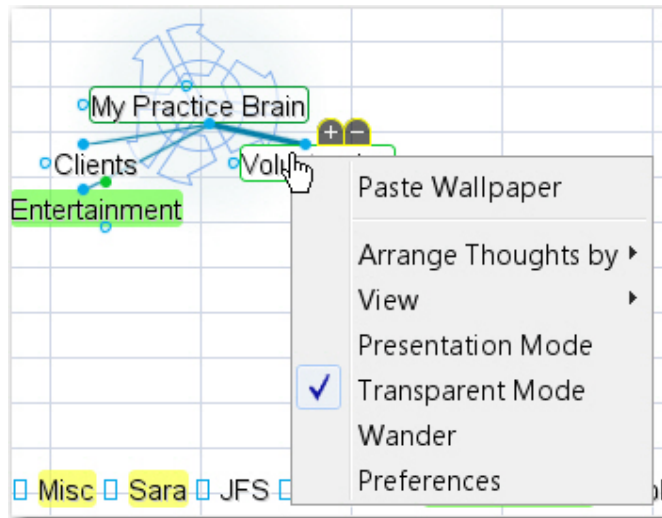 My Practice Brain
Clients
Entertainment
Paste Wallpaper
Arrange Thoughts by
View
Presentation Mode
Transparent Mode
Wander
Preferences
Misc Sara JFS